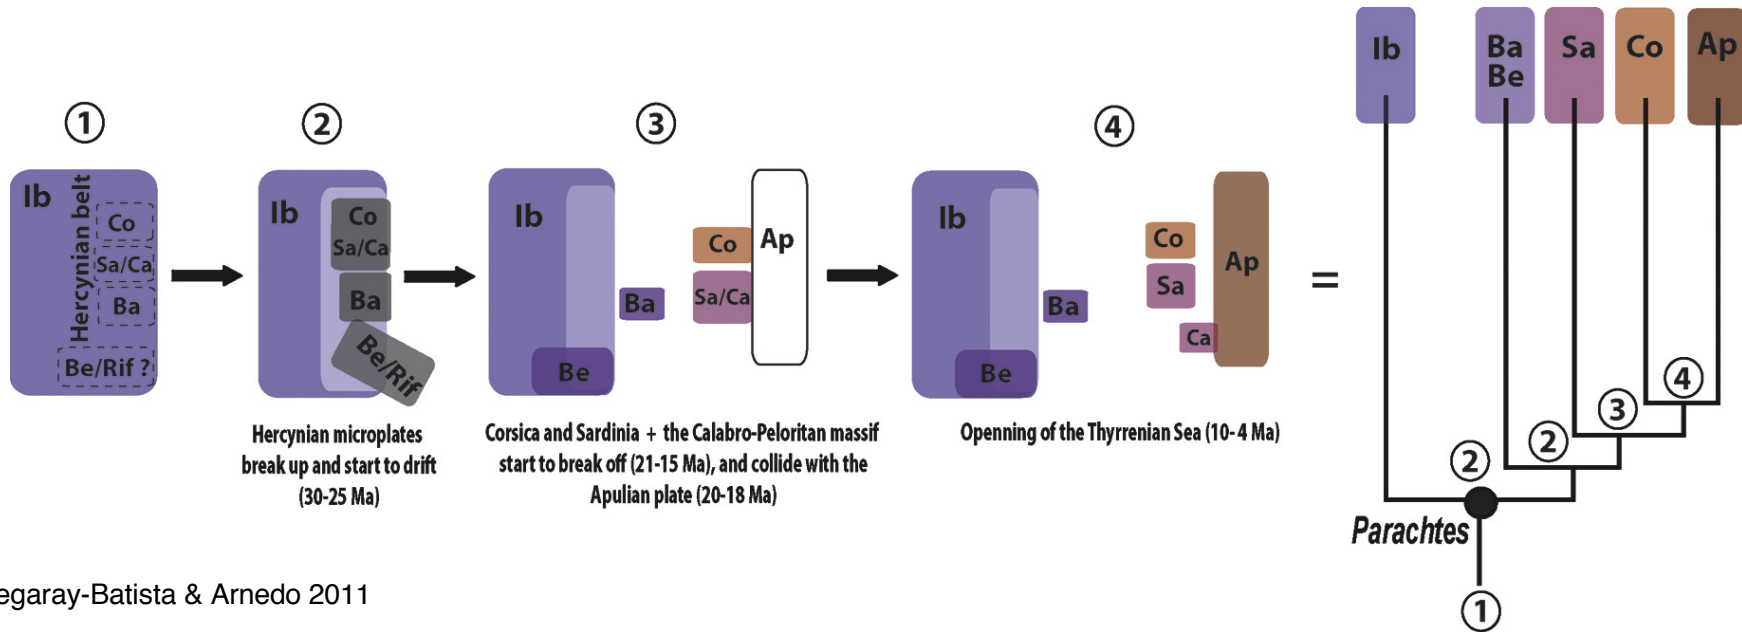 1
Ib
Hercynian belt
Co
Sa/Ca
Ba
Be/Rif ?
2
Ib
Co
Sa/Ca
Ba
Be/Rif
Hercynian microplates
break up and start to drift
(30-25 Ma)
3
Ib
Be
Ba
Co
Sa/Ca
Ap
Corsica and Sardinia + the Calabro-Peloritan massif
start to break off (21-15 Ma), and collide with the
Apulian plate (20-18 Ma)
4
Ib
Be
Ba
Co
Sa
Ca
Ap
Openning of the Thyrrenian Sea (10- 4 Ma)
=
Ib
Ba
Be
Sa
Co
Ap
4
3
2
2
Parachtes
1
egaray-Batista & Arnedo 2011